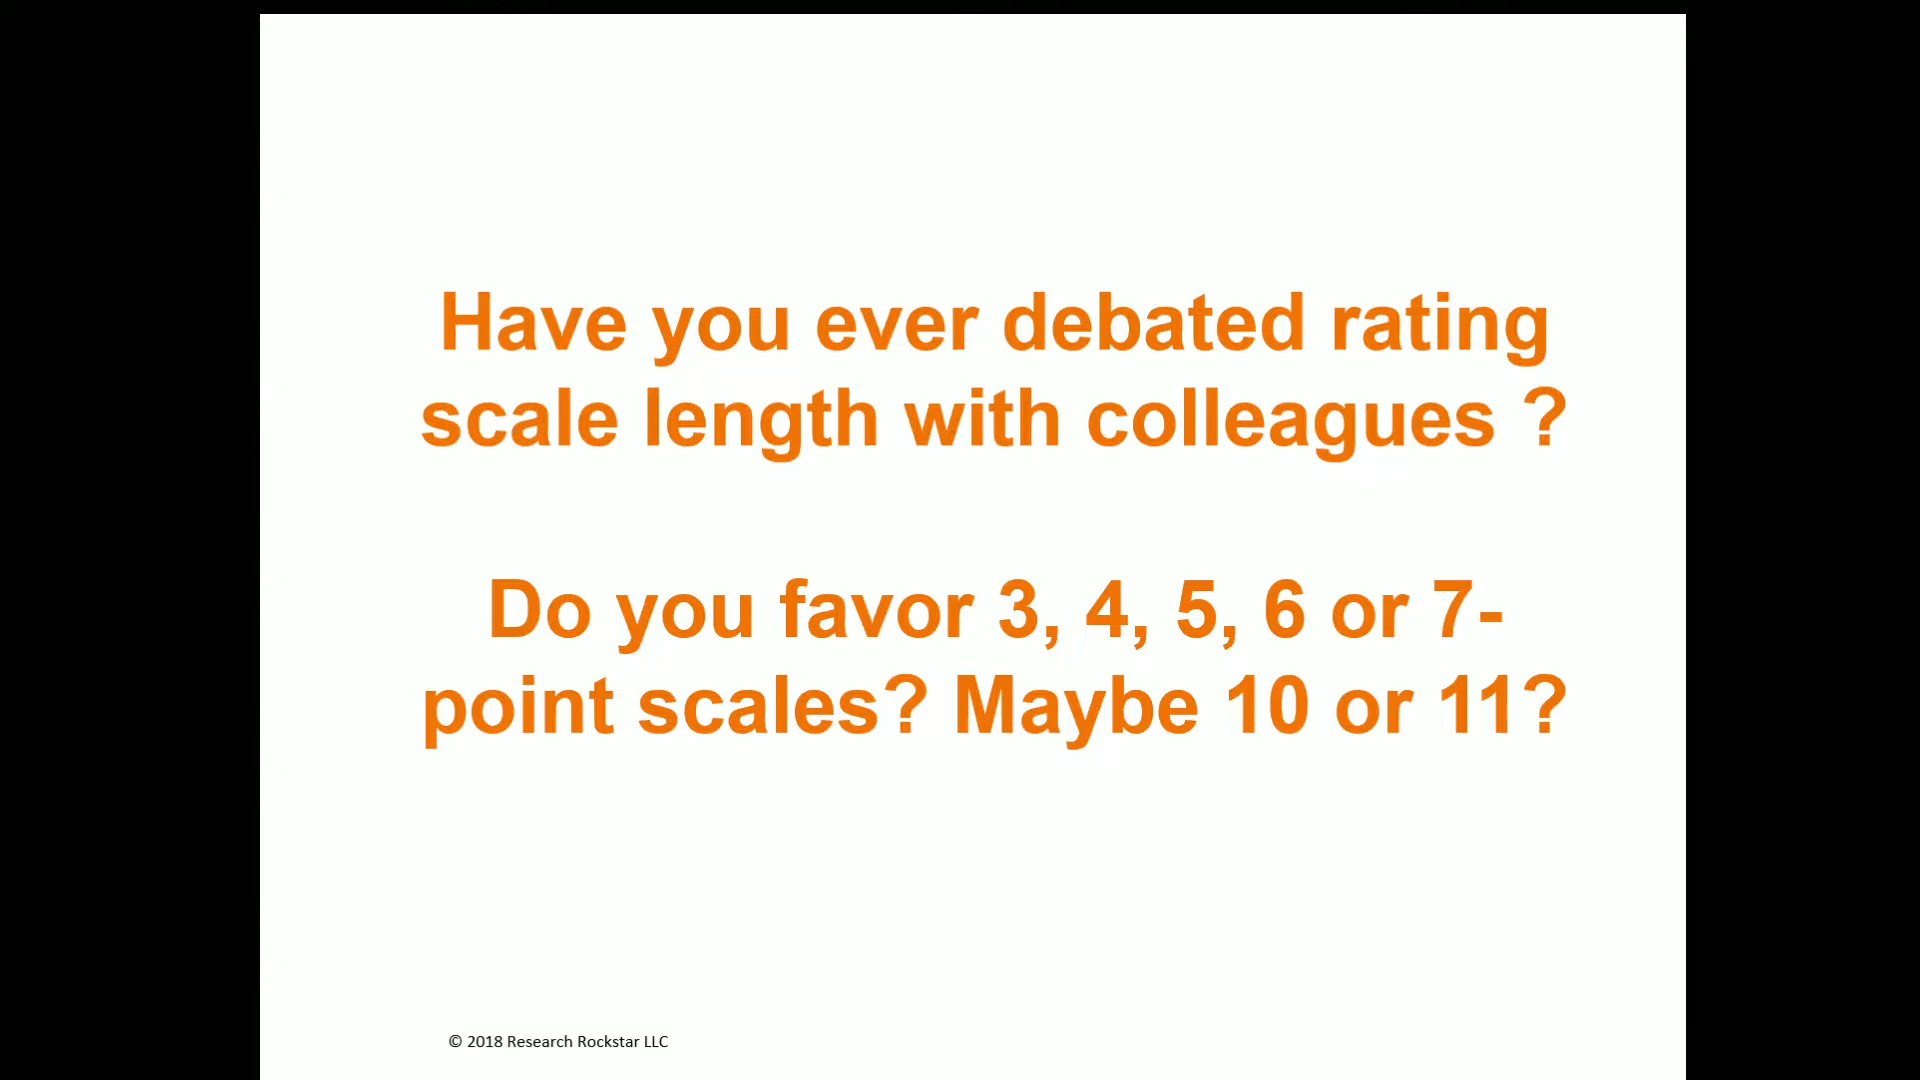 Have you ever debated rating
scale length with colleagues ?
Do you favor 3, 4, 5, 6 or 7-
point scales? Maybe 10 or 11?
© 2018 Research Rockstar LLC